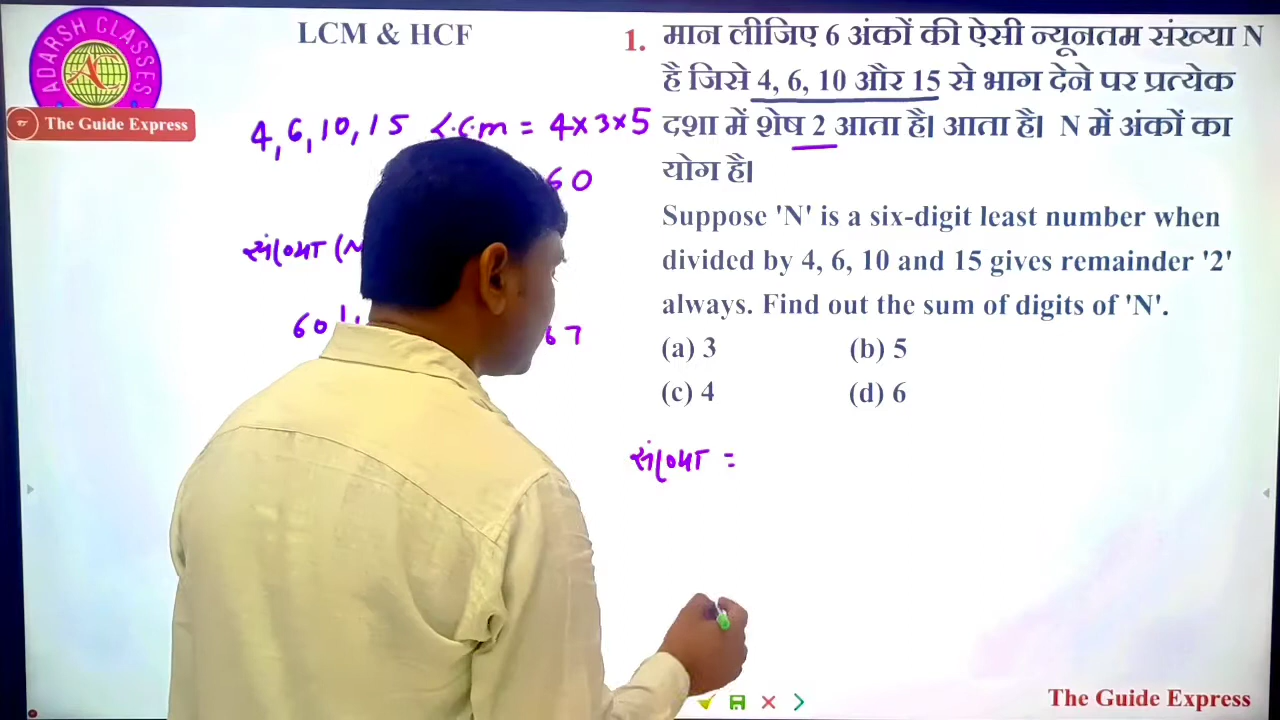 ADARSH CLASSES
The Guide Express
LCM & HCF
4, 6, 10, 15 L.C.m = 4×3×5
60
संख्या (N
60
67
1. मान लीजिए 6 अंकों की ऐसी न्यूनतम संख्या N
है जिसे 4, 6, 10 और 15 से भाग देने पर प्रत्येक
दशा में शेष 2 आता है। आता है। N में अंकों का
योग है।
Suppose 'N' is a six-digit least number when
divided by 4, 6, 10 and 15 gives remainder '2'
always. Find out the sum of digits of 'N'.
(a) 3 (b) 5
(c) 4 (d) 6
संख्या =
The Guide Express